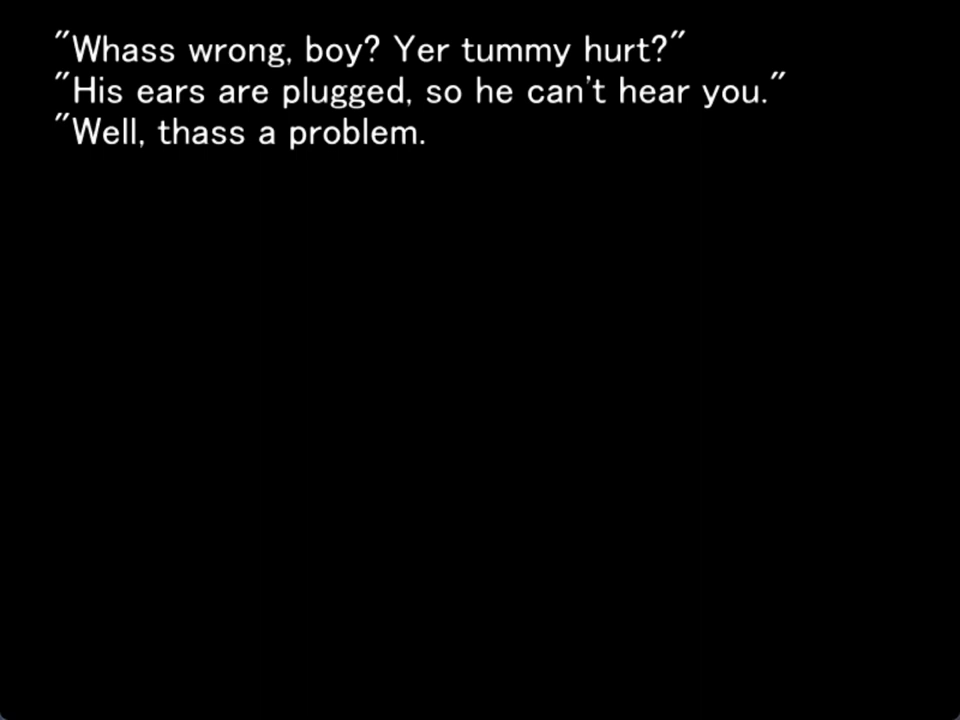 "Whass wrong, boy? Yer tummy hurt?"
"His ears are plugged, so he can't hear you."
"Well, thass a problem.